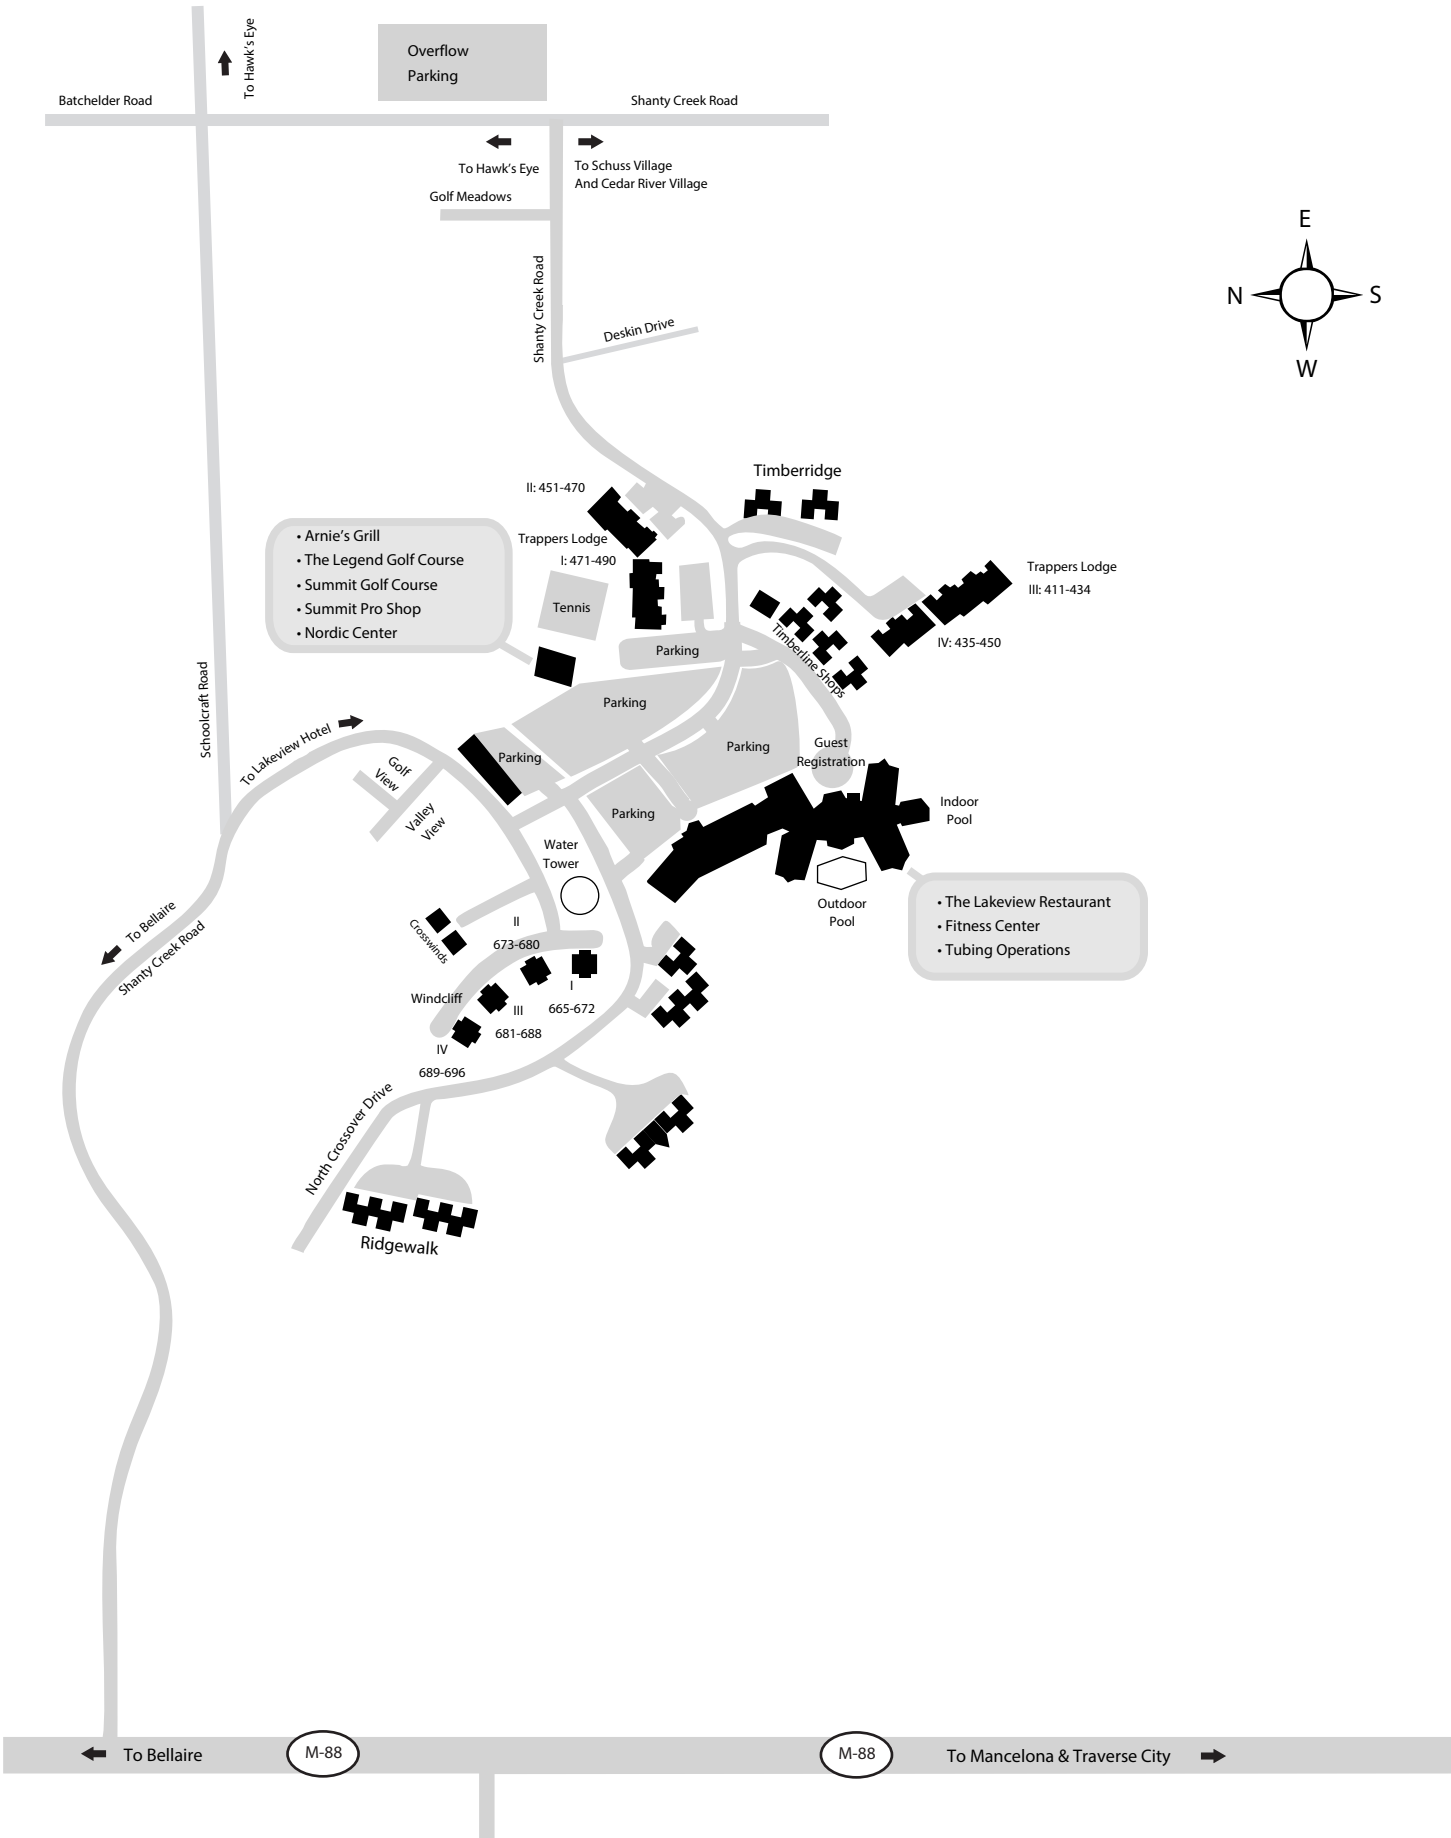 To Hawk's Eye
Overflow
Parking
Batchelder Road
Shanty Creek Road
To Hawk's Eye
To Schuss Village
And Cedar River Village
Golf Meadows
E
N
S
W
Shanty Creek Road
Deskin Drive
Timberridge
II: 451-470
Trappers Lodge
I: 471-490
• Arnie's Grill
• The Legend Golf Course
• Summit Golf Course
• Summit Pro Shop
• Nordic Center
Tennis
Trappers Lodge
III: 411-434
IV: 435-450
Timberline Shops
Parking
Parking
Parking
Parking
Parking
Schoolcraft Road
To Lakeview Hotel
Golf
View
Valley
View
Guest
Registration
Indoor
Pool
Water
Tower
Outdoor
Pool
• The Lakeview Restaurant
• Fitness Center
• Tubing Operations
To Bellaire
Shanty Creek Road
Crosswinds
II
673-680
Windcliff
I
665-672
III
681-688
IV
689-696
North Crossover Drive
Ridgewalk
To Bellaire
M-88
M-88
To Mancelona & Traverse City